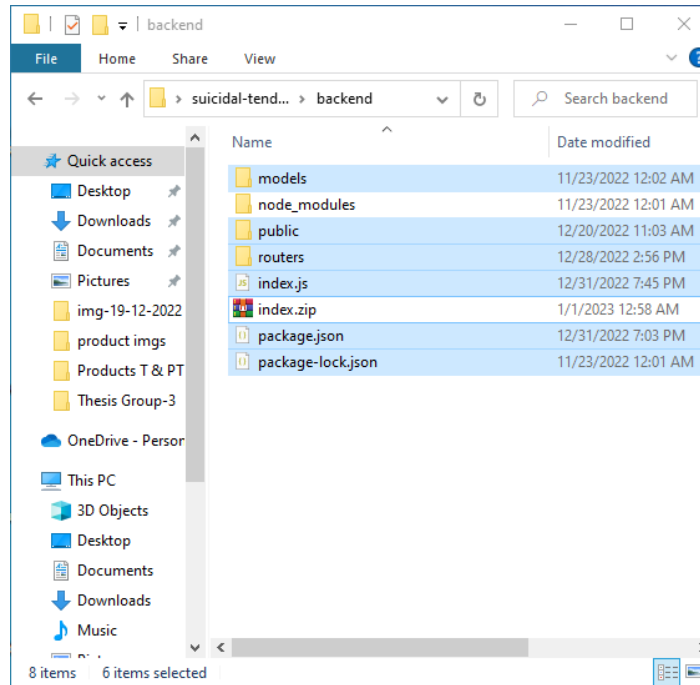 backend
File Home Share View
suicidal-tend... > backend
Search backend
Name Date modified
Quick access
Desktop
Downloads
Documents
Pictures
img-19-12-2022
product imgs
Products T & PT
Thesis Group-3
OneDrive - Person
This PC
3D Objects
Desktop
Documents
Downloads
Music
models 11/23/2022 12:02 AM
node_modules 11/23/2022 12:01 AM
public 12/20/2022 11:03 AM
routers 12/28/2022 2:56 PM
index.js 12/31/2022 7:45 PM
index.zip 1/1/2023 12:58 AM
package.json 12/31/2022 7:03 PM
package-lock.json 11/23/2022 12:01 AM
8 items 6 items selected